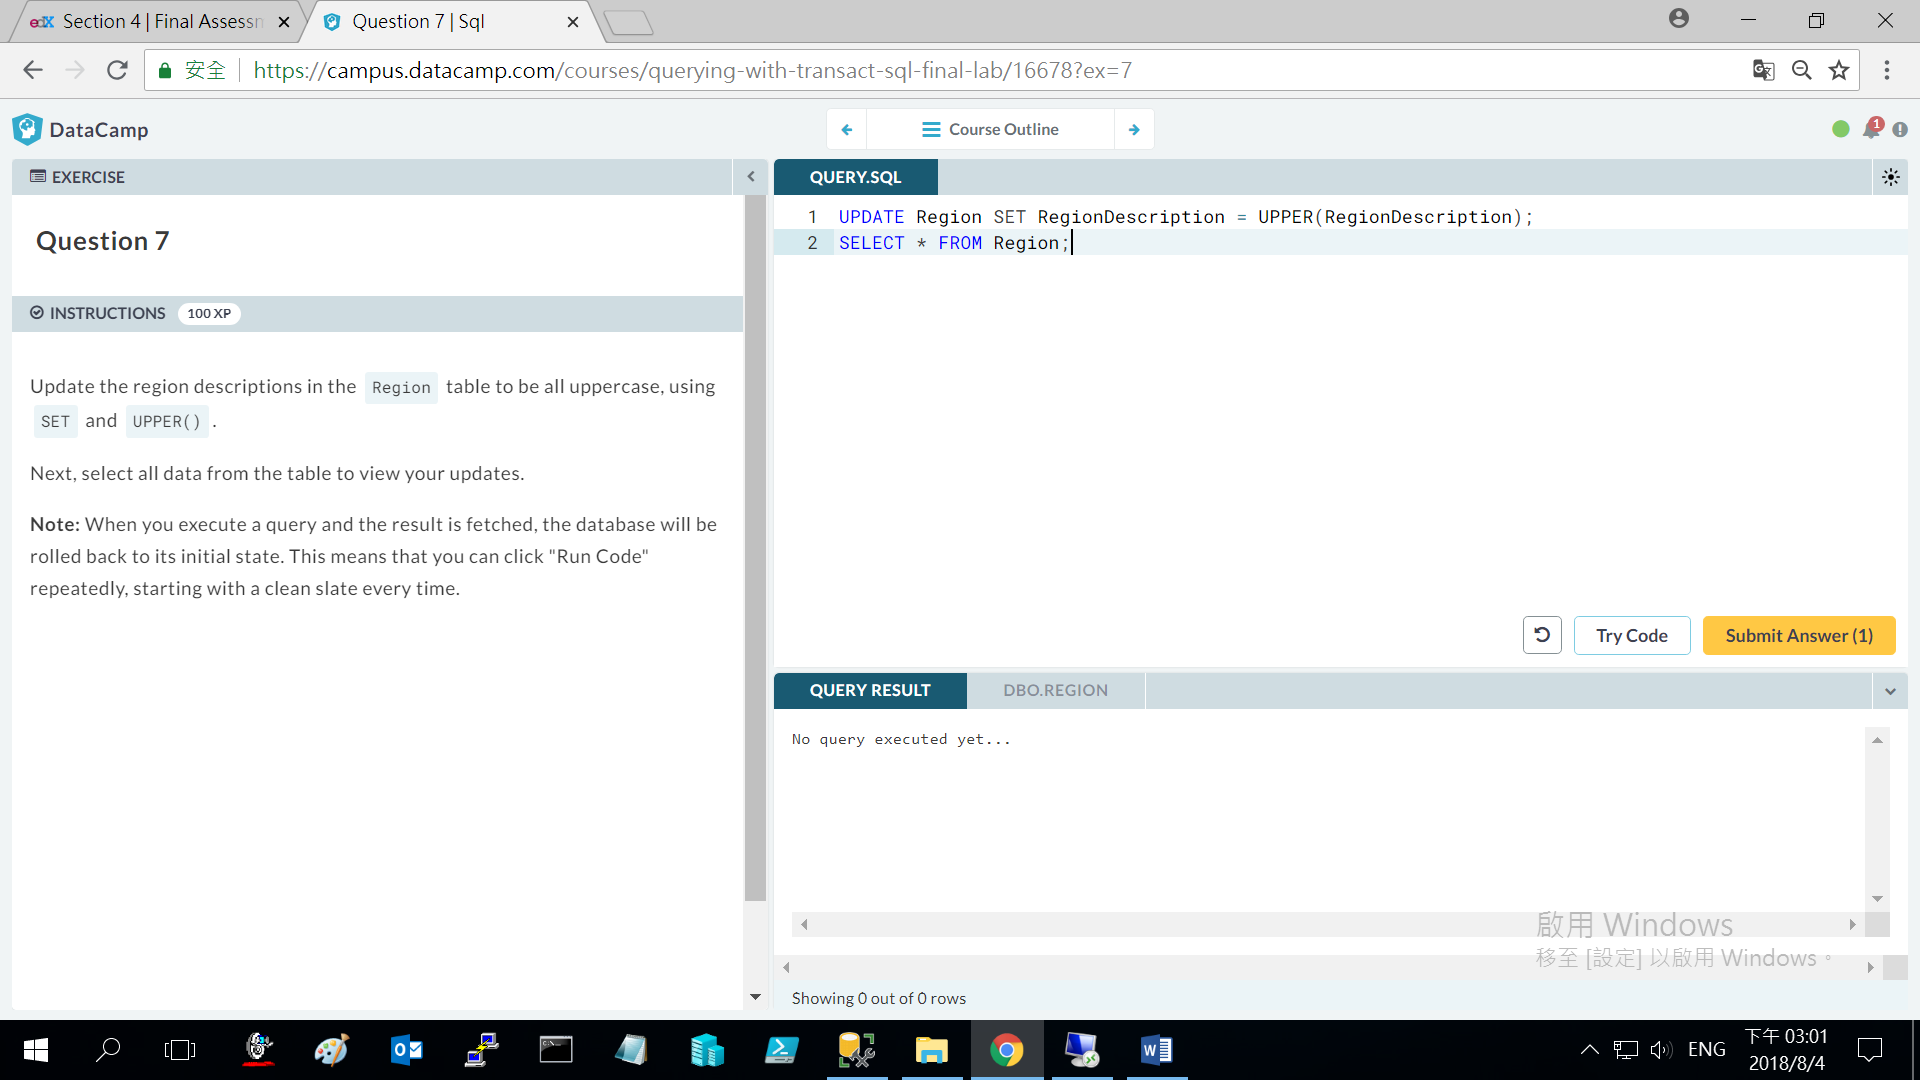 edX Section 4 | Final Assessm
Question 7 | Sql
安全
https://campus.datacamp.com/courses/querying-with-transact-sql-final-lab/16678?ex=7
DataCamp
Course Outline
1
EXERCISE
QUERY.SQL
Question 7
1 UPDATE Region SET RegionDescription = UPPER(RegionDescription);
2 SELECT * FROM Region;
INSTRUCTIONS 100 XP
Update the region descriptions in the Region table to be all uppercase, using
SET and UPPER() .
Next, select all data from the table to view your updates.
Note: When you execute a query and the result is fetched, the database will be
rolled back to its initial state. This means that you can click "Run Code"
repeatedly, starting with a clean slate every time.
Try Code
Submit Answer (1)
QUERY RESULT
DBO.REGION
No query executed yet...
啟用 Windows
移至 [設定] 以啟用 Windows。
Showing 0 out of 0 rows
ENG
下午 03:01
2018/8/4